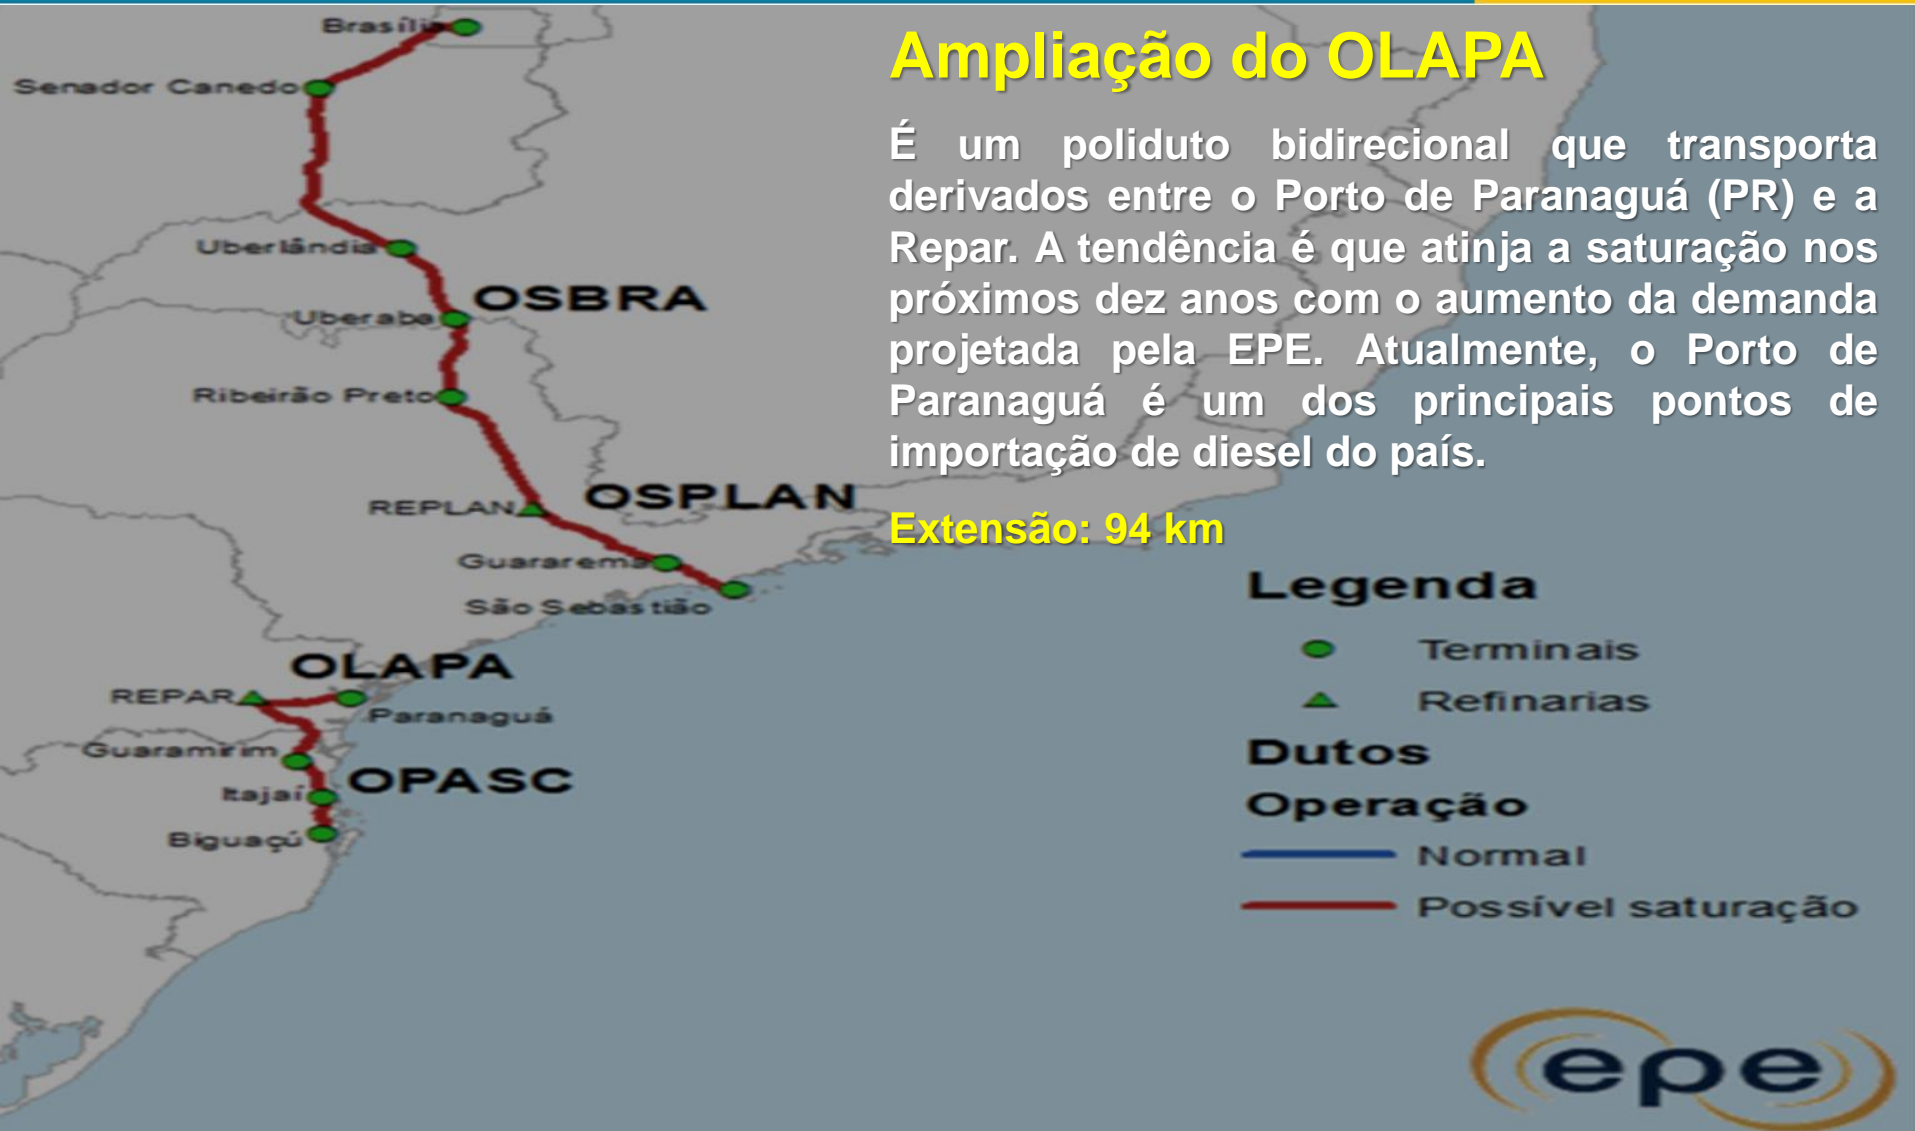 Ampliação do OLAPA
É um poliduto bidirecional que transporta
derivados entre o Porto de Paranaguá (PR) e a
Repar. A tendência é que atinja a saturação nos
próximos dez anos com o aumento da demanda
projetada pela EPE. Atualmente, o Porto de
Paranaguá é um dos principais pontos de
importação de diesel do país.
Extensão: 94 km
Brasília
Senador Canedo
Uberlândia
OSBRA
Uberaba
Ribeirão Preto
REPLAN
OSPLAN
Guararema
São Sebastião
OLAPA
REPAR
Paranaguá
Guaramirim
OPASC
Itajaí
Biguaçú
Legenda
Terminais
Refinarias
Dutos
Operação
Normal
Possível saturação
epe